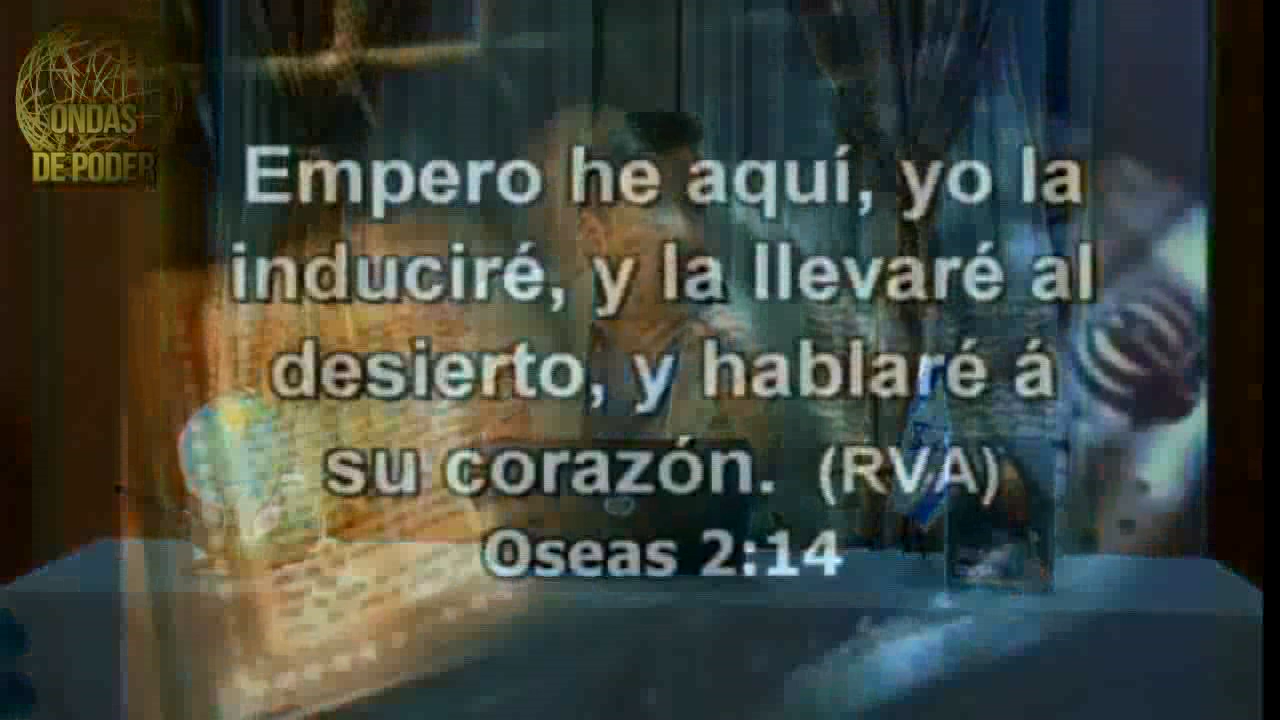 ONDAS
DE PODER
Empero he aquí, yo la
induciré, y la llevaré al
desierto, y hablaré á
su corazón. (RVA)
Oseas 2:14